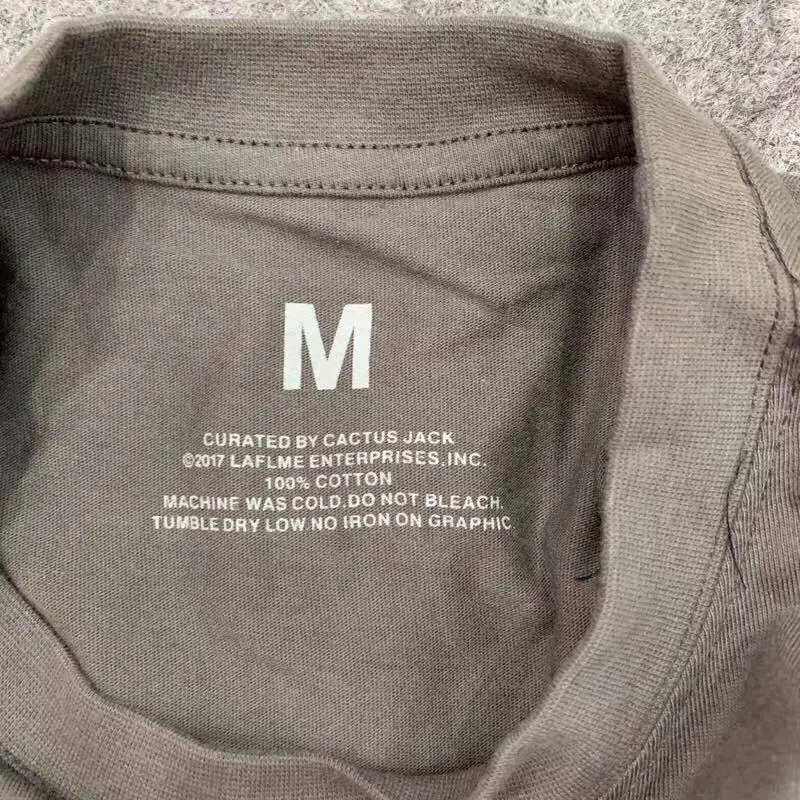 M
CURATED BY CACTUS JACK
©2017 LAFLME ENTERPRISES,INC.
100% COTTON
MACHINE WAS COLD.DO NOT BLEACH.
TUMBLE DRY LOW NO IRON ON GRAPHIC